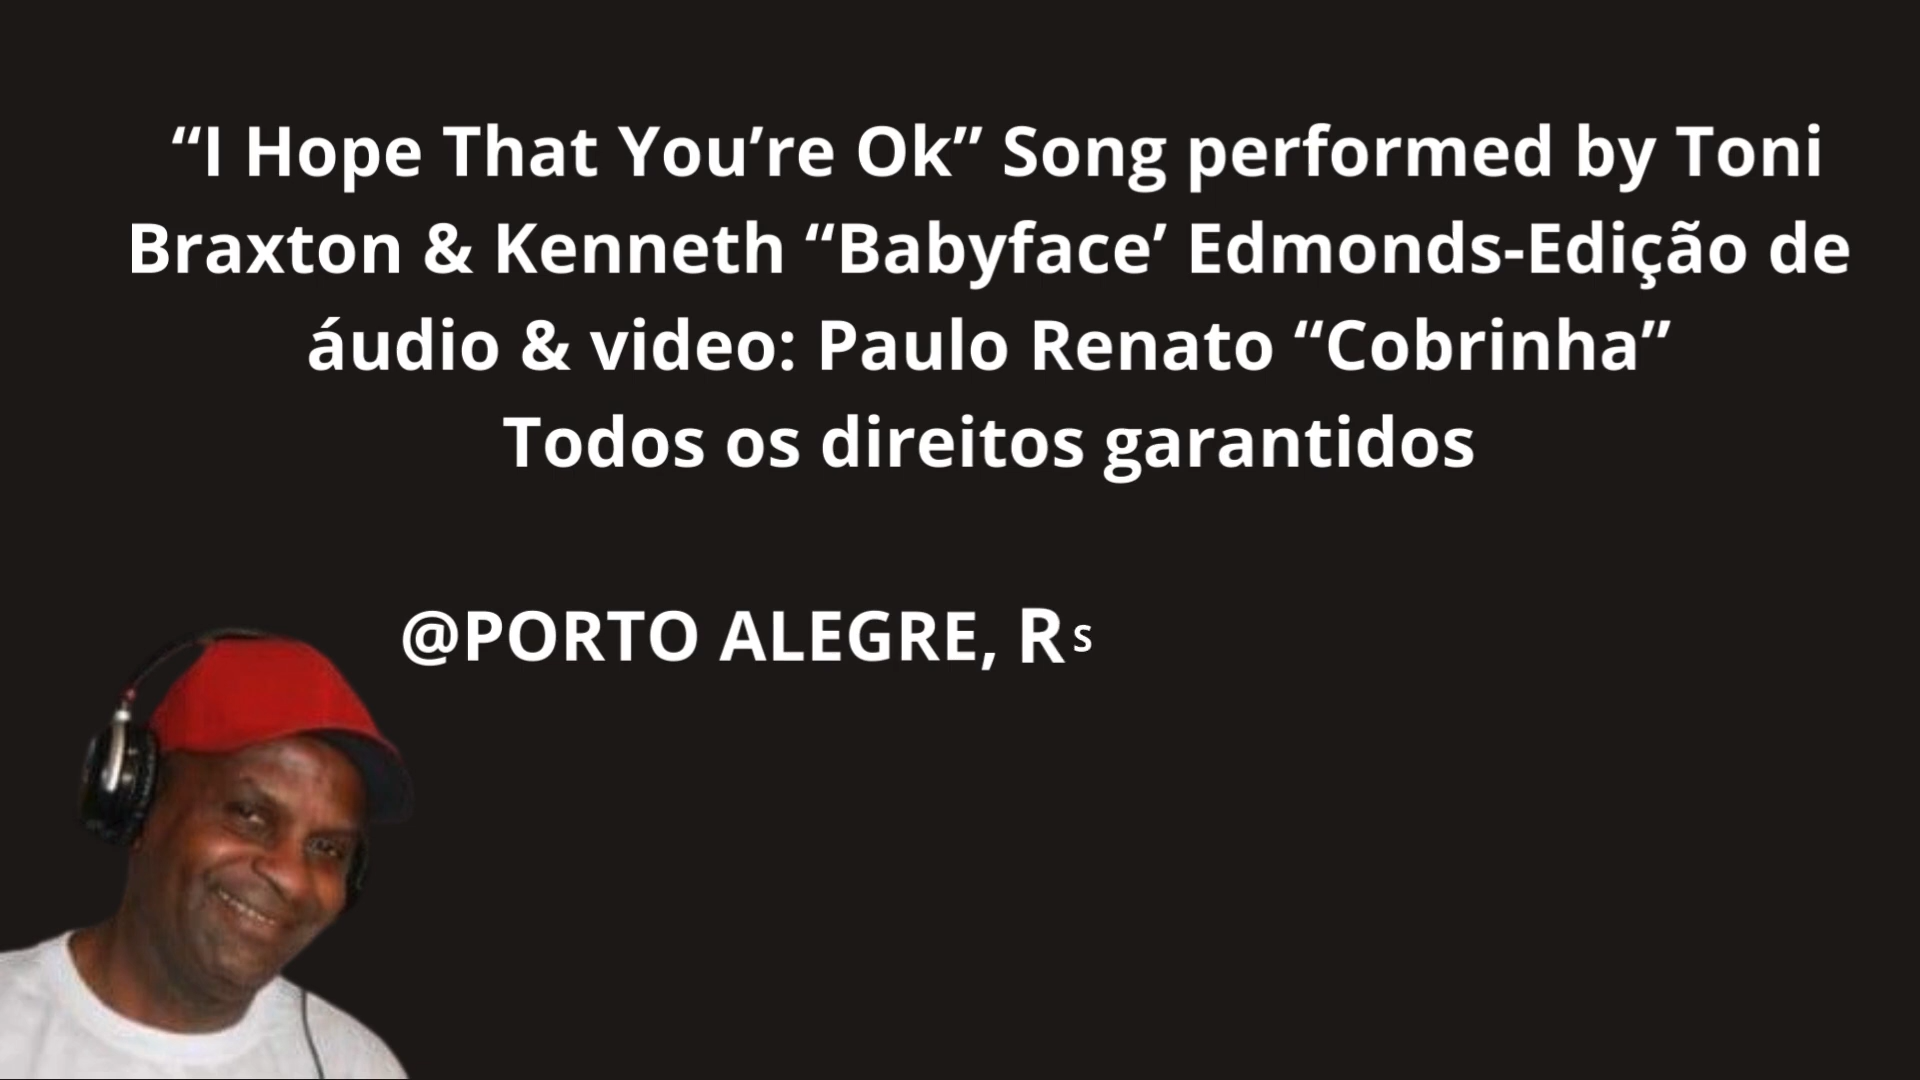 “I Hope That You’re Ok” Song performed by Toni
Braxton & Kenneth “Babyface’ Edmonds-Edição de
áudio & video: Paulo Renato “Cobrinha”
Todos os direitos garantidos
@PORTO ALEGRE, R s